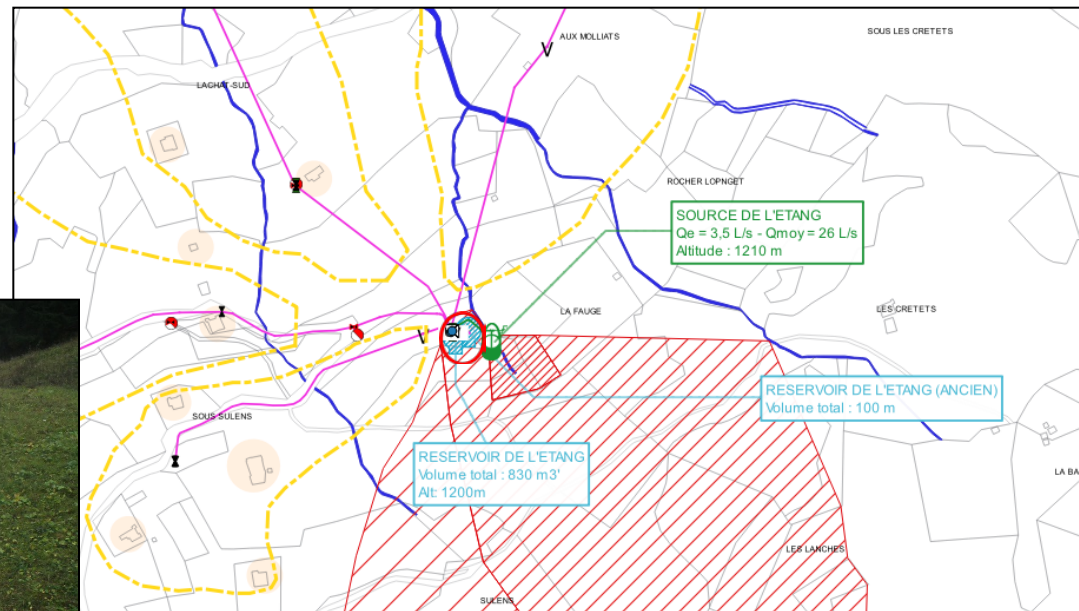 AUX MOLLIATS
SOUS LES CRETETS
LACHAT-SUD
V
ROCHER LOPNGET
SOURCE DE L'ETANG
Qe = 3,5 L/s - Qmoy = 26 L/s
Altitude : 1210 m
LA FAUGE
LES CRETETS
V
RESERVOIR DE L'ETANG (ANCIEN)
Volume total : 100 m
SOUS SULENS
RESERVOIR DE L'ETANG
Volume total : 830 m3'
Alt: 1200m
LA BA
LES LANCHES
SULENS